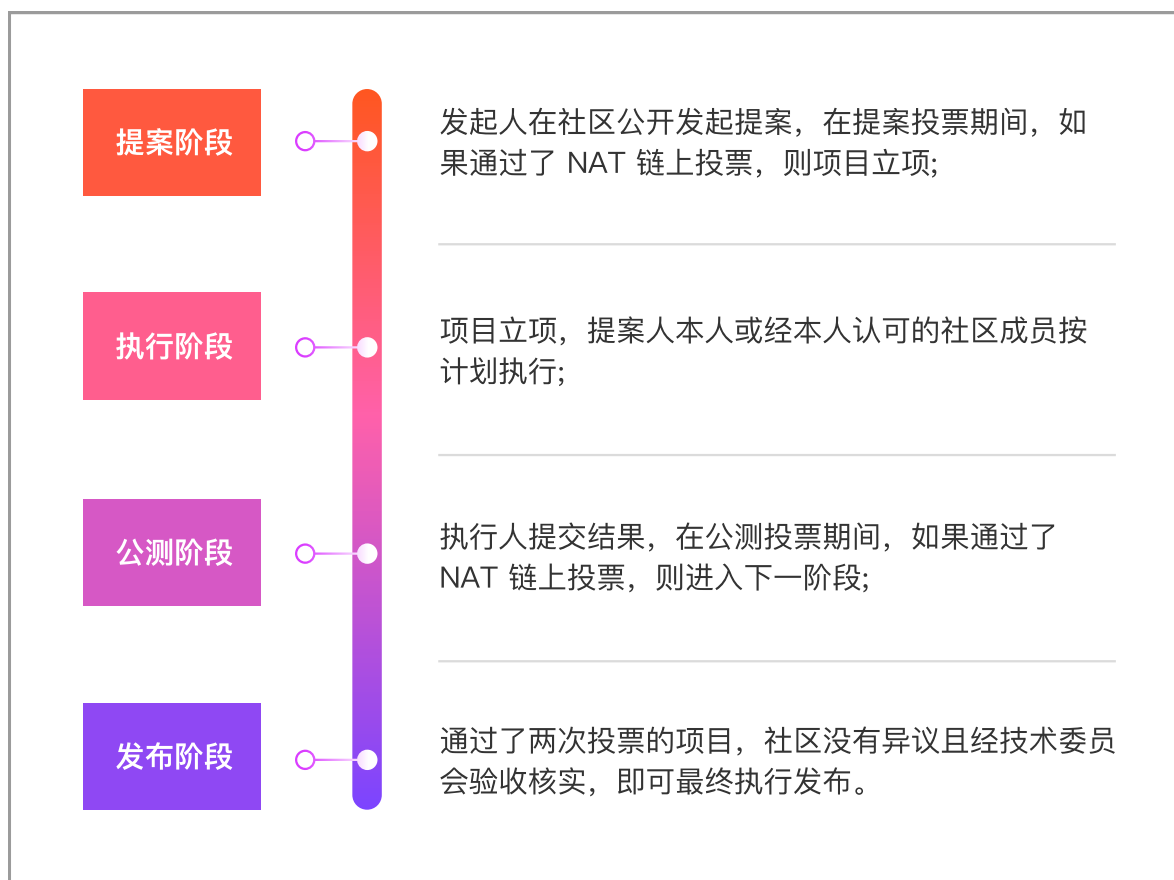 提案阶段
发起人在社区公开发起提案，在提案投票期间，如
果通过了 NAT 链上投票，则项目立项;
执行阶段
项目立项，提案人本人或经本人认可的社区成员按
计划执行;
公测阶段
执行人提交结果，在公测投票期间，如果通过了
NAT 链上投票，则进入下一阶段;
发布阶段
通过了两次投票的项目，社区没有异议且经技术委员
会验收核实，即可最终执行发布。